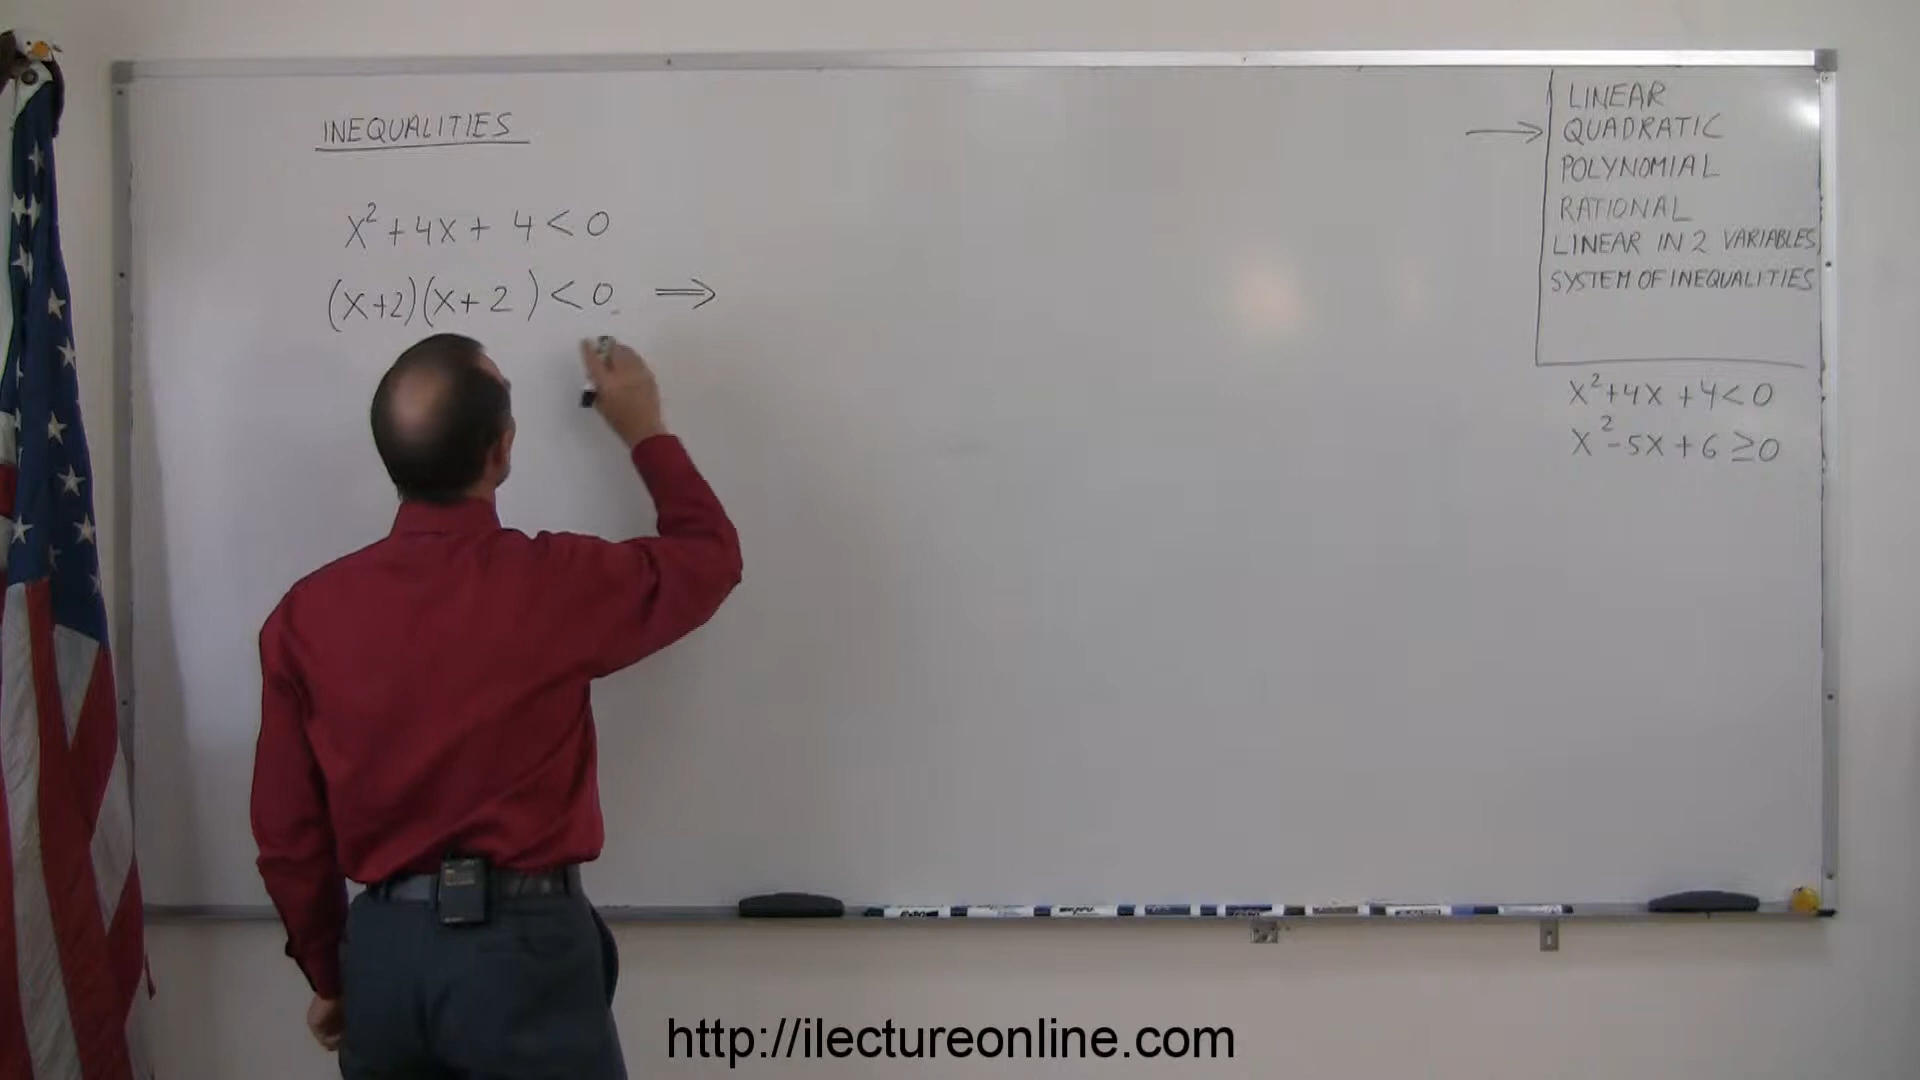 INEQUALITIES
x²+4x+4<0
(x+2)(x+2)<0 ⇒
→ LINEAR
QUADRATIC
POLYNOMIAL
RATIONAL
LINEAR IN 2 VARIABLES
SYSTEM OF INEQUALITIES
x²+4x+4<0
x²-5x+6≥0
http://ilectureonline.com